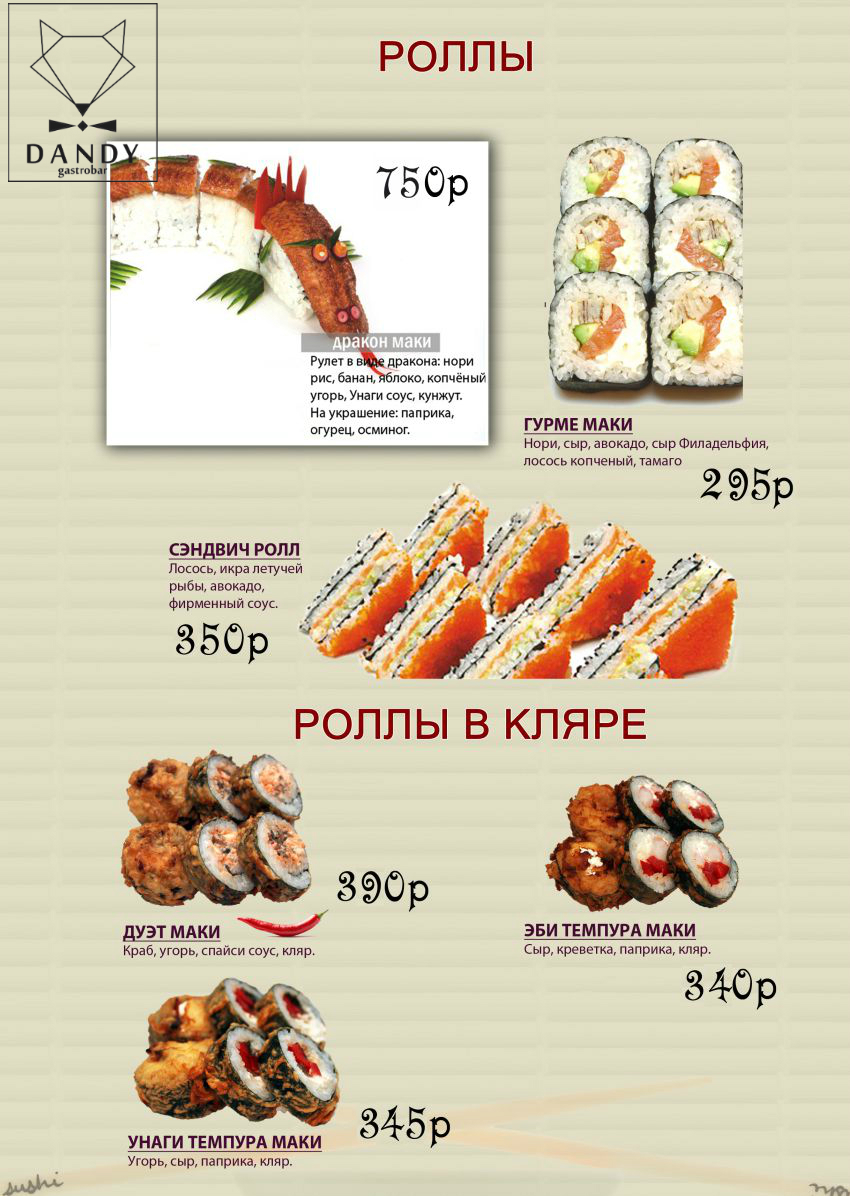 DANDY
gastrobar
РОЛЛЫ
750р
дракон маки
Рулет в виде дракона: нори
рис, банан, яблоко, копчёный
угорь, Унаги соус, кунжут.
На украшение: паприка,
огурец, осминог.
ГУРМЕ МАКИ
Нори, сыр, авокадо, сыр Филадельфия,
лосось копченый, тамаго
295р
СЭНДВИЧ РОЛЛ
Лосось, икра летучей
рыбы, авокадо,
фирменный соус.
350р
РОЛЛЫ В КЛЯРЕ
390р
ДУЭТ МАКИ
Краб, угорь, спайси соус, кляр.
ЭБИ ТЕМПУРА МАКИ
Сыр, креветка, паприка, кляр.
340р
345р
УНАГИ ТЕМПУРА МАКИ
Угорь, сыр, паприка, кляр.
sushi